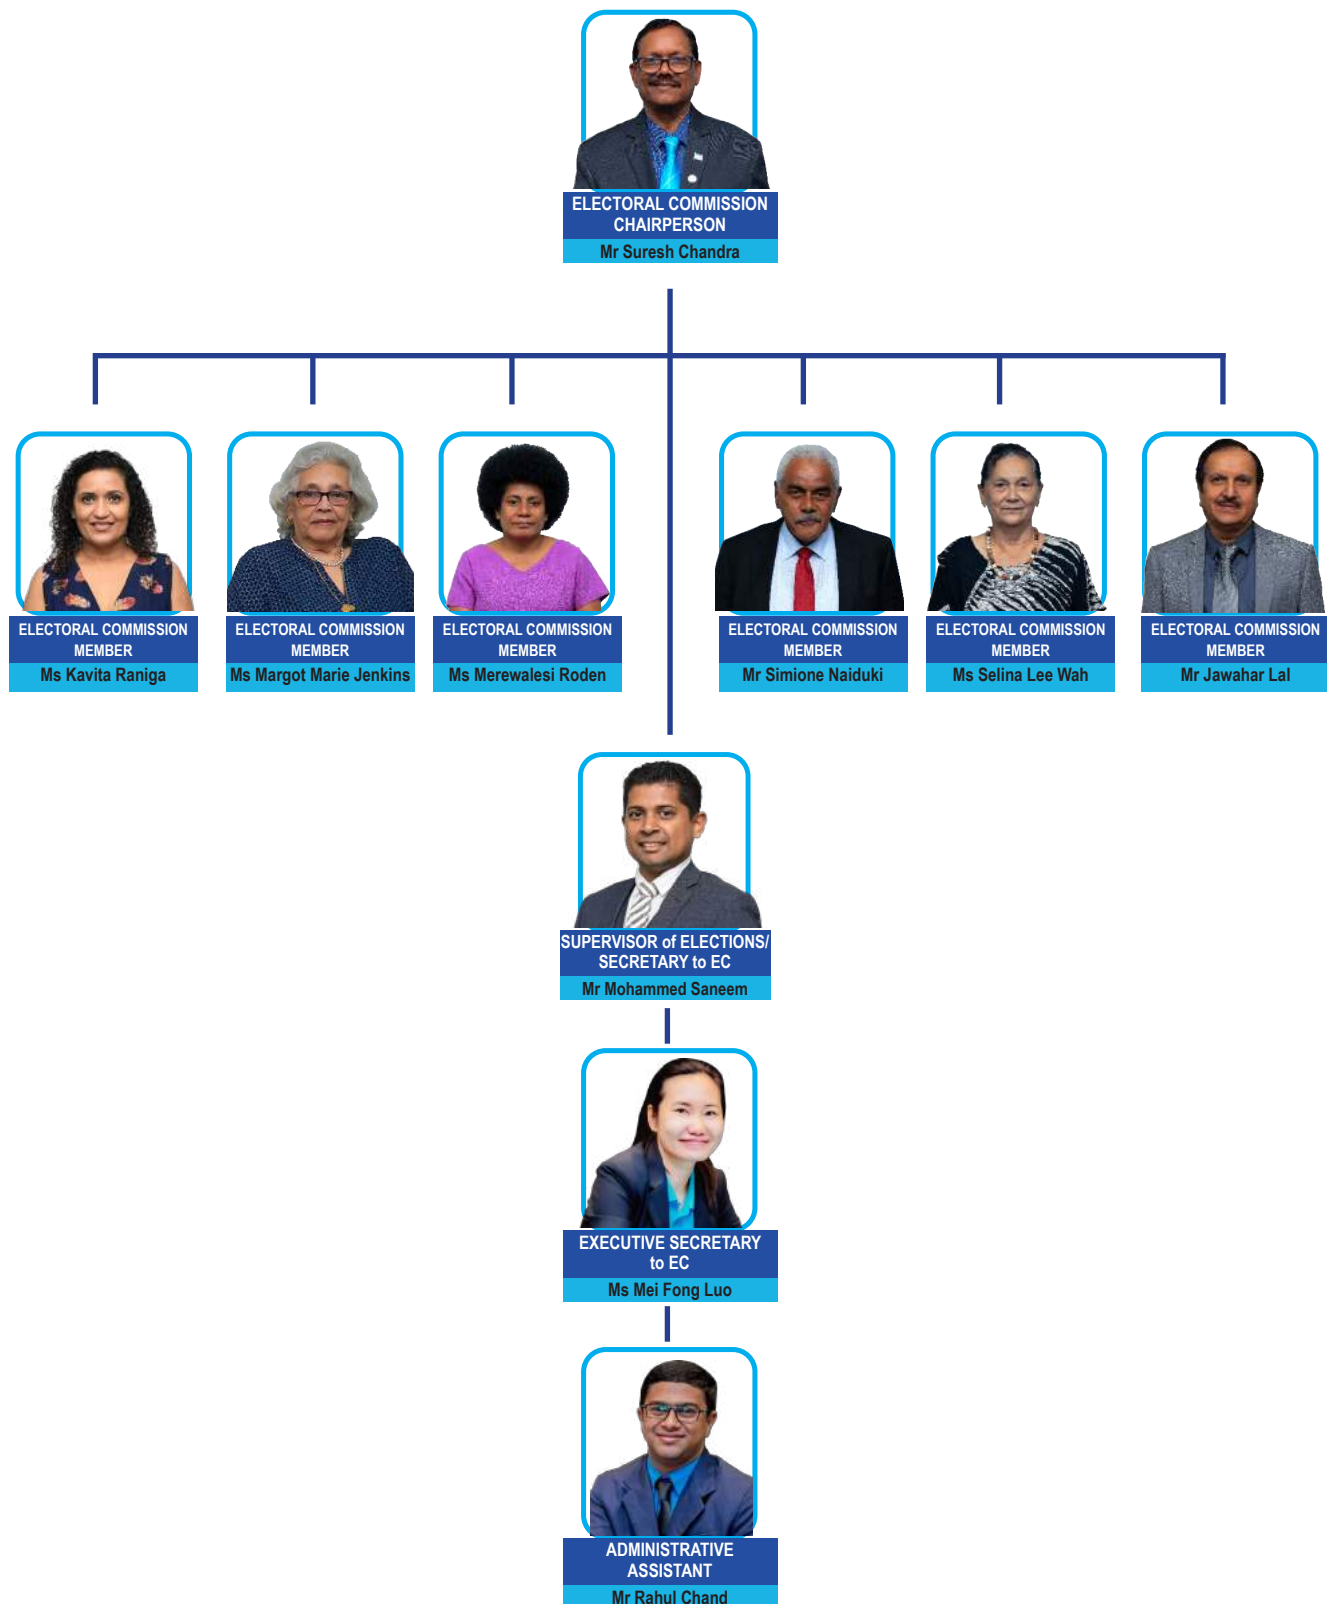 ELECTORAL COMMISSION
CHAIRPERSON
Mr Suresh Chandra
ELECTORAL COMMISSION
MEMBER
Ms Kavita Raniga
ELECTORAL COMMISSION
MEMBER
Ms Margot Marie Jenkins
ELECTORAL COMMISSION
MEMBER
Ms Merewalesi Roden
ELECTORAL COMMISSION
MEMBER
Mr Simione Naiduki
ELECTORAL COMMISSION
MEMBER
Ms Selina Lee Wah
ELECTORAL COMMISSION
MEMBER
Mr Jawahar Lal
SUPERVISOR of ELECTIONS/
SECRETARY to EC
Mr Mohammed Saneem
EXECUTIVE SECRETARY
to EC
Ms Mei Fong Luo
ADMINISTRATIVE
ASSISTANT
Mr Rahul Chand